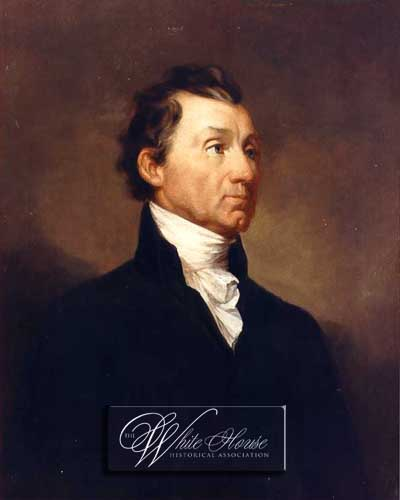 THE White House
HISTORICAL ASSOCIATION